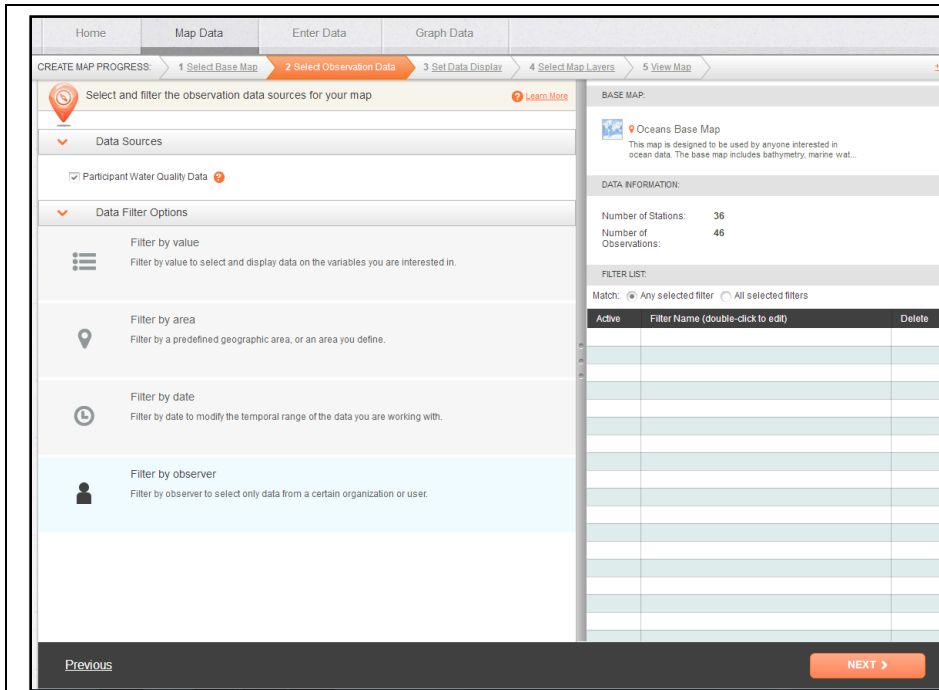 Home
Map Data
Enter Data
Graph Data
CREATE MAP PROGRESS:
1 Select Base Map
2 Select Observation Data
3 Set Data Display
4 Select Map Layers
5 View Map
Select and filter the observation data sources for your map
? Learn More
Data Sources
Participant Water Quality Data ?
Data Filter Options
Filter by value
Filter by value to select and display data on the variables you are interested in.
Filter by area
Filter by a predefined geographic area, or an area you define.
Filter by date
Filter by date to modify the temporal range of the data you are working with.
Filter by observer
Filter by observer to select only data from a certain organization or user.
BASE MAP:
Oceans Base Map
This map is designed to be used by anyone interested in
ocean data. The base map includes bathymetry, marine wat...
DATA INFORMATION:
Number of Stations: 36
Number of 46
Observations:
FILTER LIST:
Match: Any selected filter All selected filters
Active Filter Name (double-click to edit) Delete
Previous
NEXT >